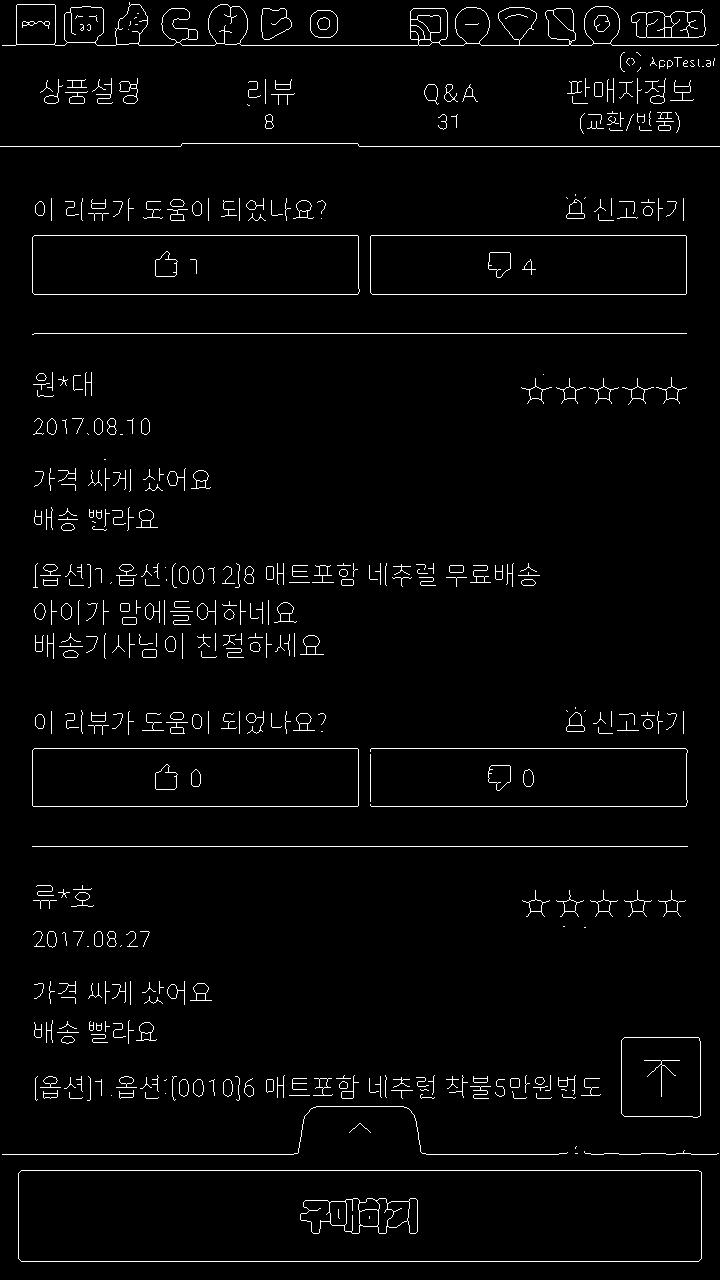 12:23
AppTest.ai
상품설명 리뷰 Q&A 판매자정보
8 31 (교환/반품)
이 리뷰가 도움이 되었나요? 신고하기
1 4
원*대
2017.08.10
가격 싸게 샀어요
배송 빨라요
[옵션]1.옵션:(0012)8 매트포함 네추럴 무료배송
아이가 맘에들어하네요
배송기사님이 친절하세요
이 리뷰가 도움이 되었나요? 신고하기
0 0
류*호
2017.08.27
가격 싸게 샀어요
배송 빨라요
[옵션]1.옵션:(0010)6 매트포함 네추럴 착불5만원별도
구매하기